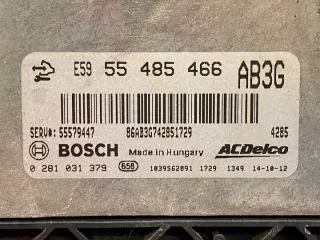 E59 55 485 466 AB3G
SERV#: 55579447 86AB3G742851729 4285
BOSCH Made in Hungary ACDelco
0 281 031 379 658 1039S62891 1729 1349 14-10-12